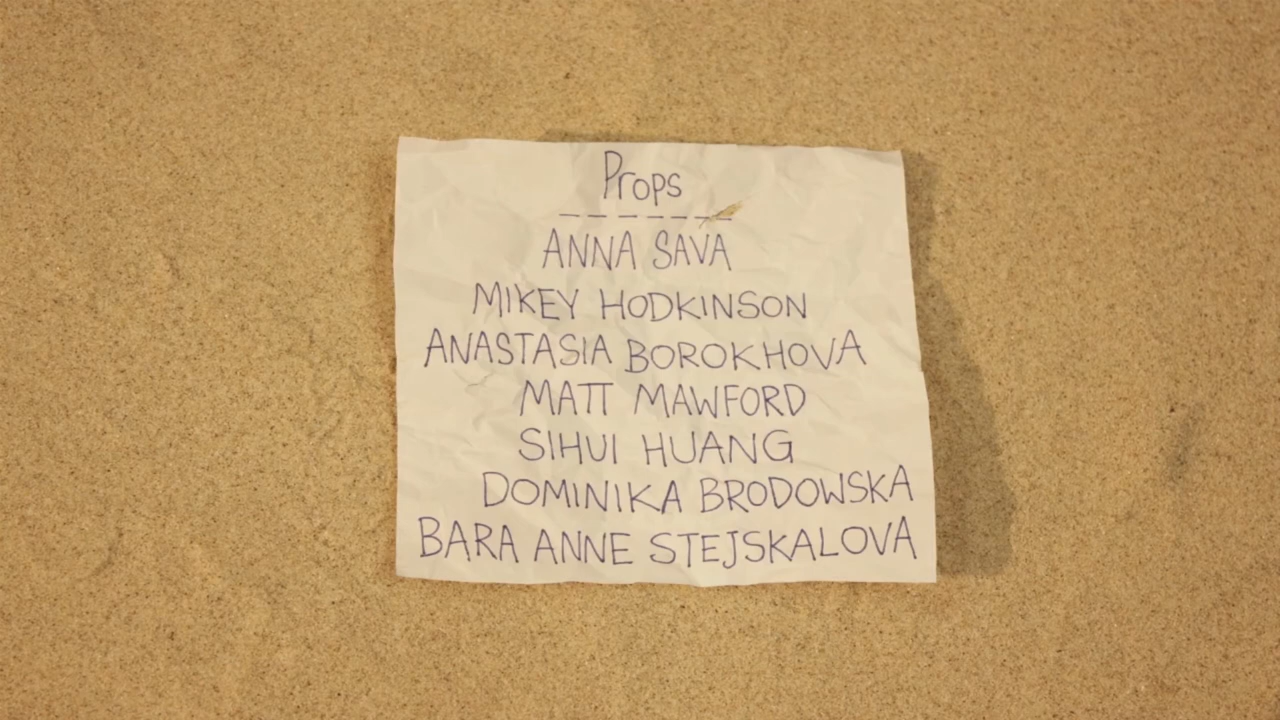 Props
ANNA SAVA
MIKEY HODKINSON
ANASTASIA BOROKHOVA
MATT MAWFORD
SIHUI HUANG
DOMINIKA BRODOWSKA
BARA ANNE STEJSKALOVA